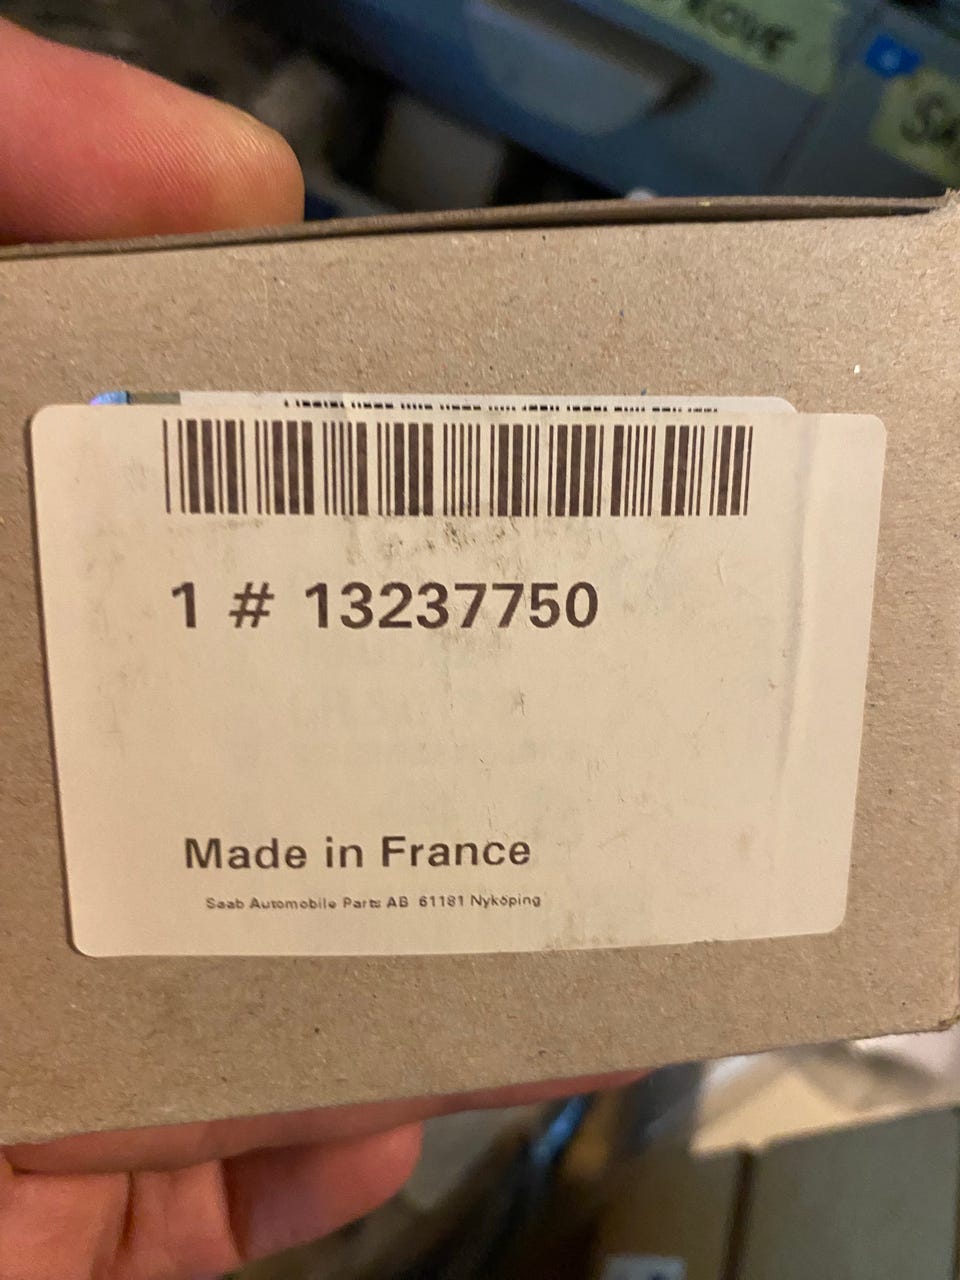 1 # 13237750
Made in France
Saab Automobile Parts AB 61181 Nyköping